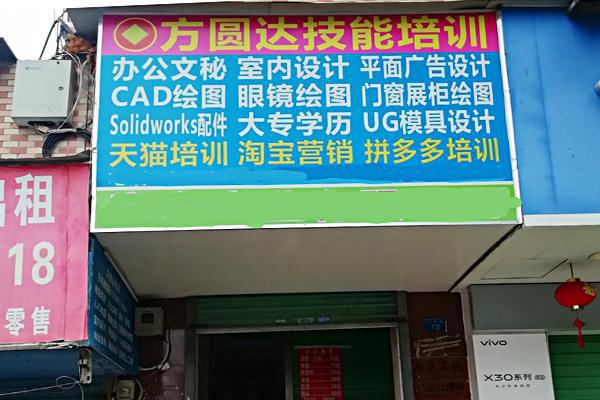 方圆达技能培训
办公文秘 室内设计 平面广告设计
CAD绘图 眼镜绘图 门窗展柜绘图
Solidworks配件 大专学历 UG模具设计
天猫培训 淘宝营销 拼多多培训
出租
18
零售
70
vivo
X30系列 5G